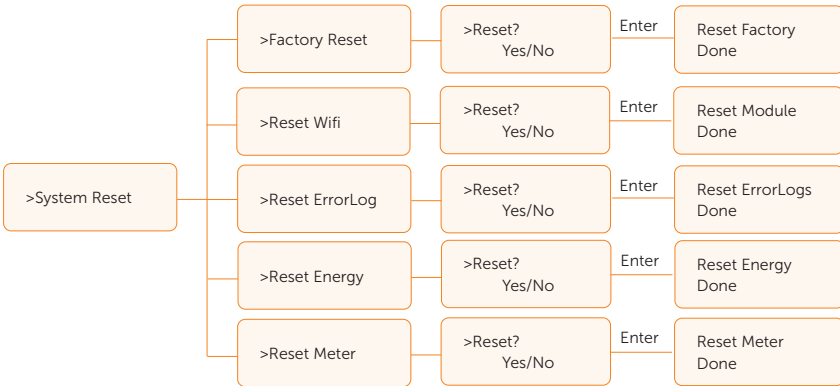 >System Reset
>Factory Reset
>Reset?
Yes/No
Enter
Reset Factory
Done
>Reset Wifi
>Reset?
Yes/No
Enter
Reset Module
Done
>Reset ErrorLog
>Reset?
Yes/No
Enter
Reset ErrorLogs
Done
>Reset Energy
>Reset?
Yes/No
Enter
Reset Energy
Done
>Reset Meter
>Reset?
Yes/No
Enter
Reset Meter
Done